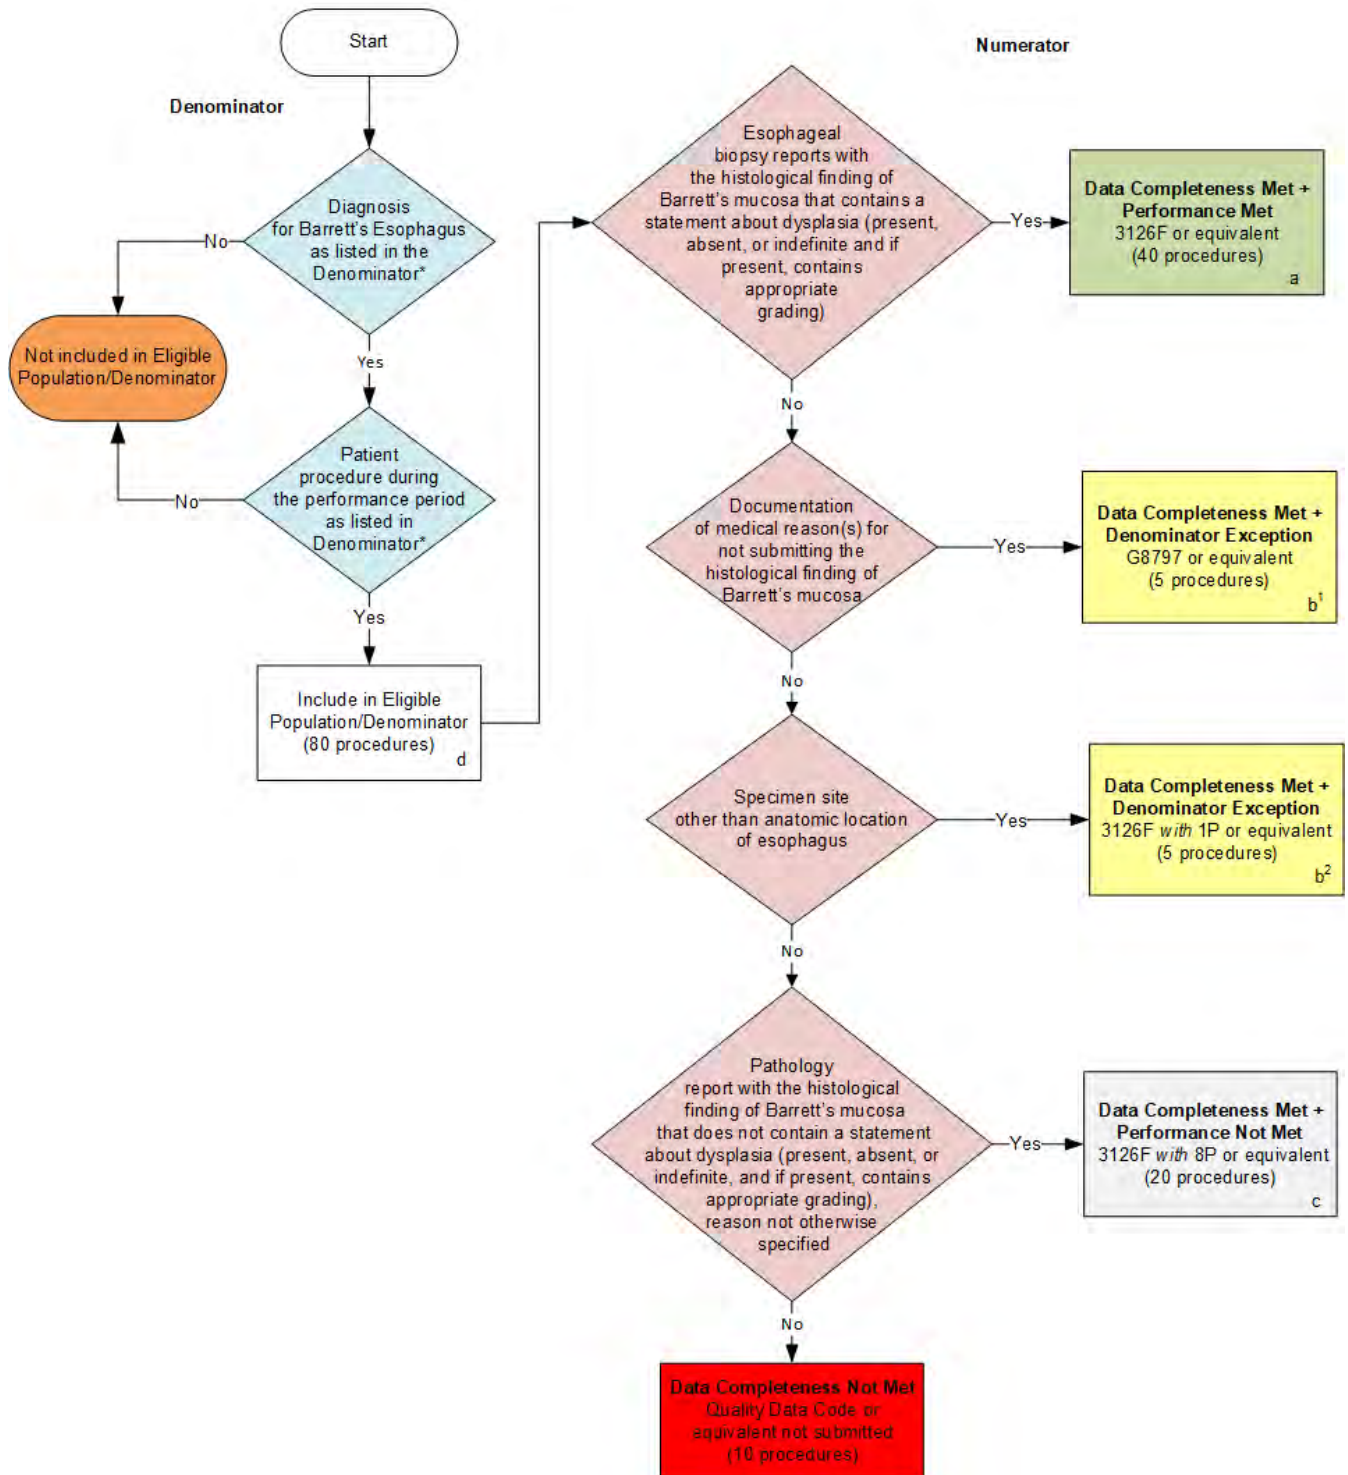 Start
Denominator
Diagnosis
for Barrett's Esophagus
as listed in the
Denominator*
No
Yes
Not included in Eligible
Population/Denominator
Patient
procedure during
the performance period
as listed in
Denominator*
No
Yes
Include in Eligible
Population/Denominator
(80 procedures)
d
Numerator
Esophageal
biopsy reports with
the histological finding of
Barrett's mucosa that contains a
statement about dysplasia (present,
absent, or indefinite and if
present, contains
appropriate
grading)
Yes
Data Completeness Met +
Performance Met
3126F or equivalent
(40 procedures)
a
No
Documentation
of medical reason(s) for
not submitting the
histological finding of
Barrett's mucosa
Yes
Data Completeness Met +
Denominator Exception
G8797 or equivalent
(5 procedures)
b¹
No
Specimen site
other than anatomic location
of esophagus
Yes
Data Completeness Met +
Denominator Exception
3126F with 1P or equivalent
(5 procedures)
b²
No
Pathology
report with the histological
finding of Barrett's mucosa
that does not contain a statement
about dysplasia (present, absent, or
indefinite, and if present, contains
appropriate grading),
reason not otherwise
specified
Yes
Data Completeness Met +
Performance Not Met
3126F with 8P or equivalent
(20 procedures)
c
No
Data Completeness Not Met
Quality Data Code or
equivalent not submitted
(10 procedures)